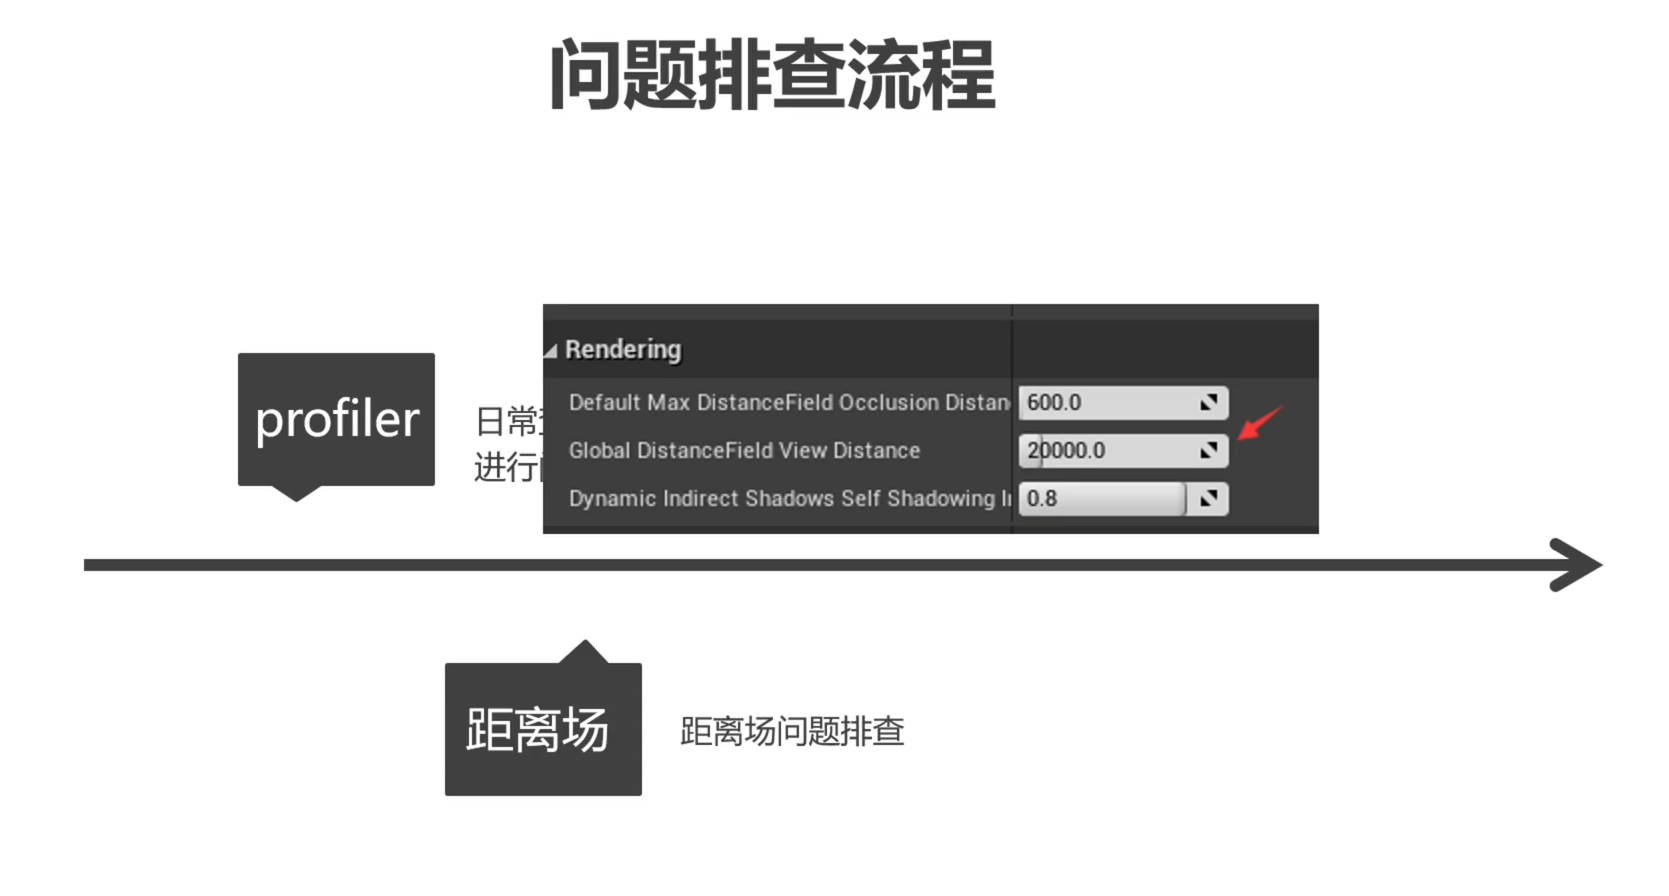 问题排查流程
profiler
日常
进行
Rendering
Default Max DistanceField Occlusion Distan
600.0
Global DistanceField View Distance
20000.0
Dynamic Indirect Shadows Self Shadowing I
0.8
距离场
距离场问题排查